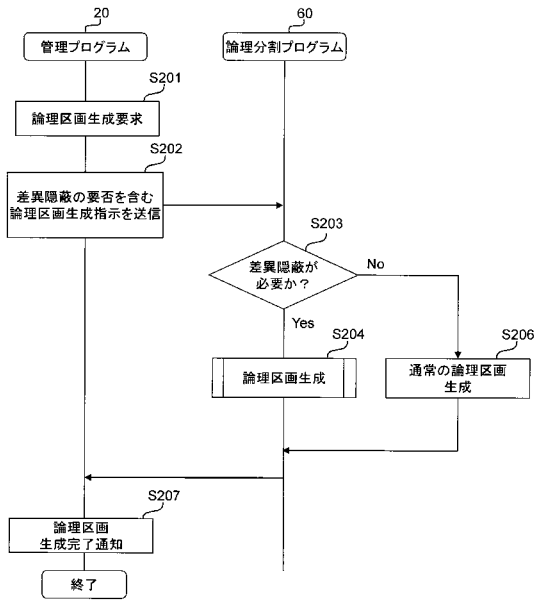 20
60
管理プログラム
論理分割プログラム
S201
論理区画生成要求
S202
差異隠蔽の要否を含む
論理区画生成指示を送信
S203
差異隠蔽が
必要か?
No
Yes
S204
論理区画生成
S206
通常の論理区画
生成
S207
論理区画
生成完了通知
終了